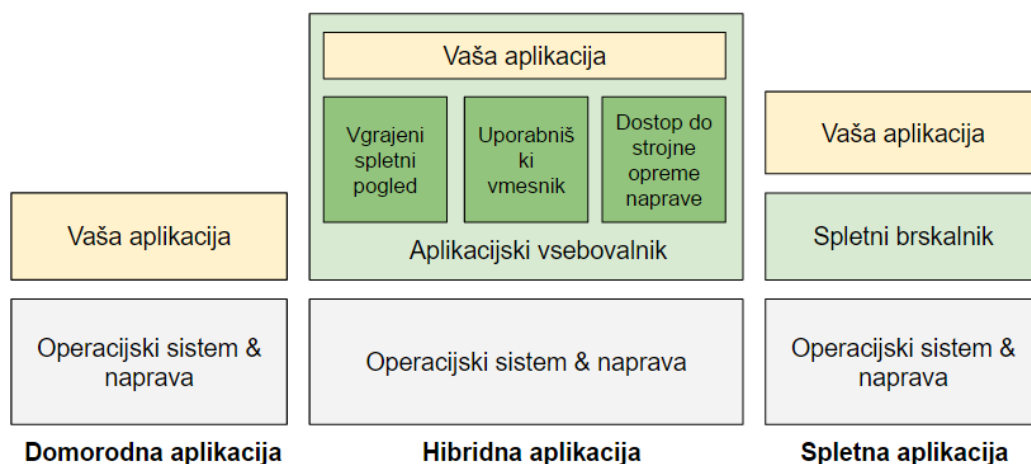 Vaša aplikacija
Operacijski sistem &
naprava
Domorodna aplikacija
Vaša aplikacija
Vgrajeni
spletni
pogled
Uporabniš
ki
vmesnik
Dostop do
strojne
opreme
naprave
Aplikacijski vsebovalnik
Operacijski sistem & naprava
Hibridna aplikacija
Vaša aplikacija
Spletni brskalnik
Operacijski sistem &
naprava
Spletna aplikacija